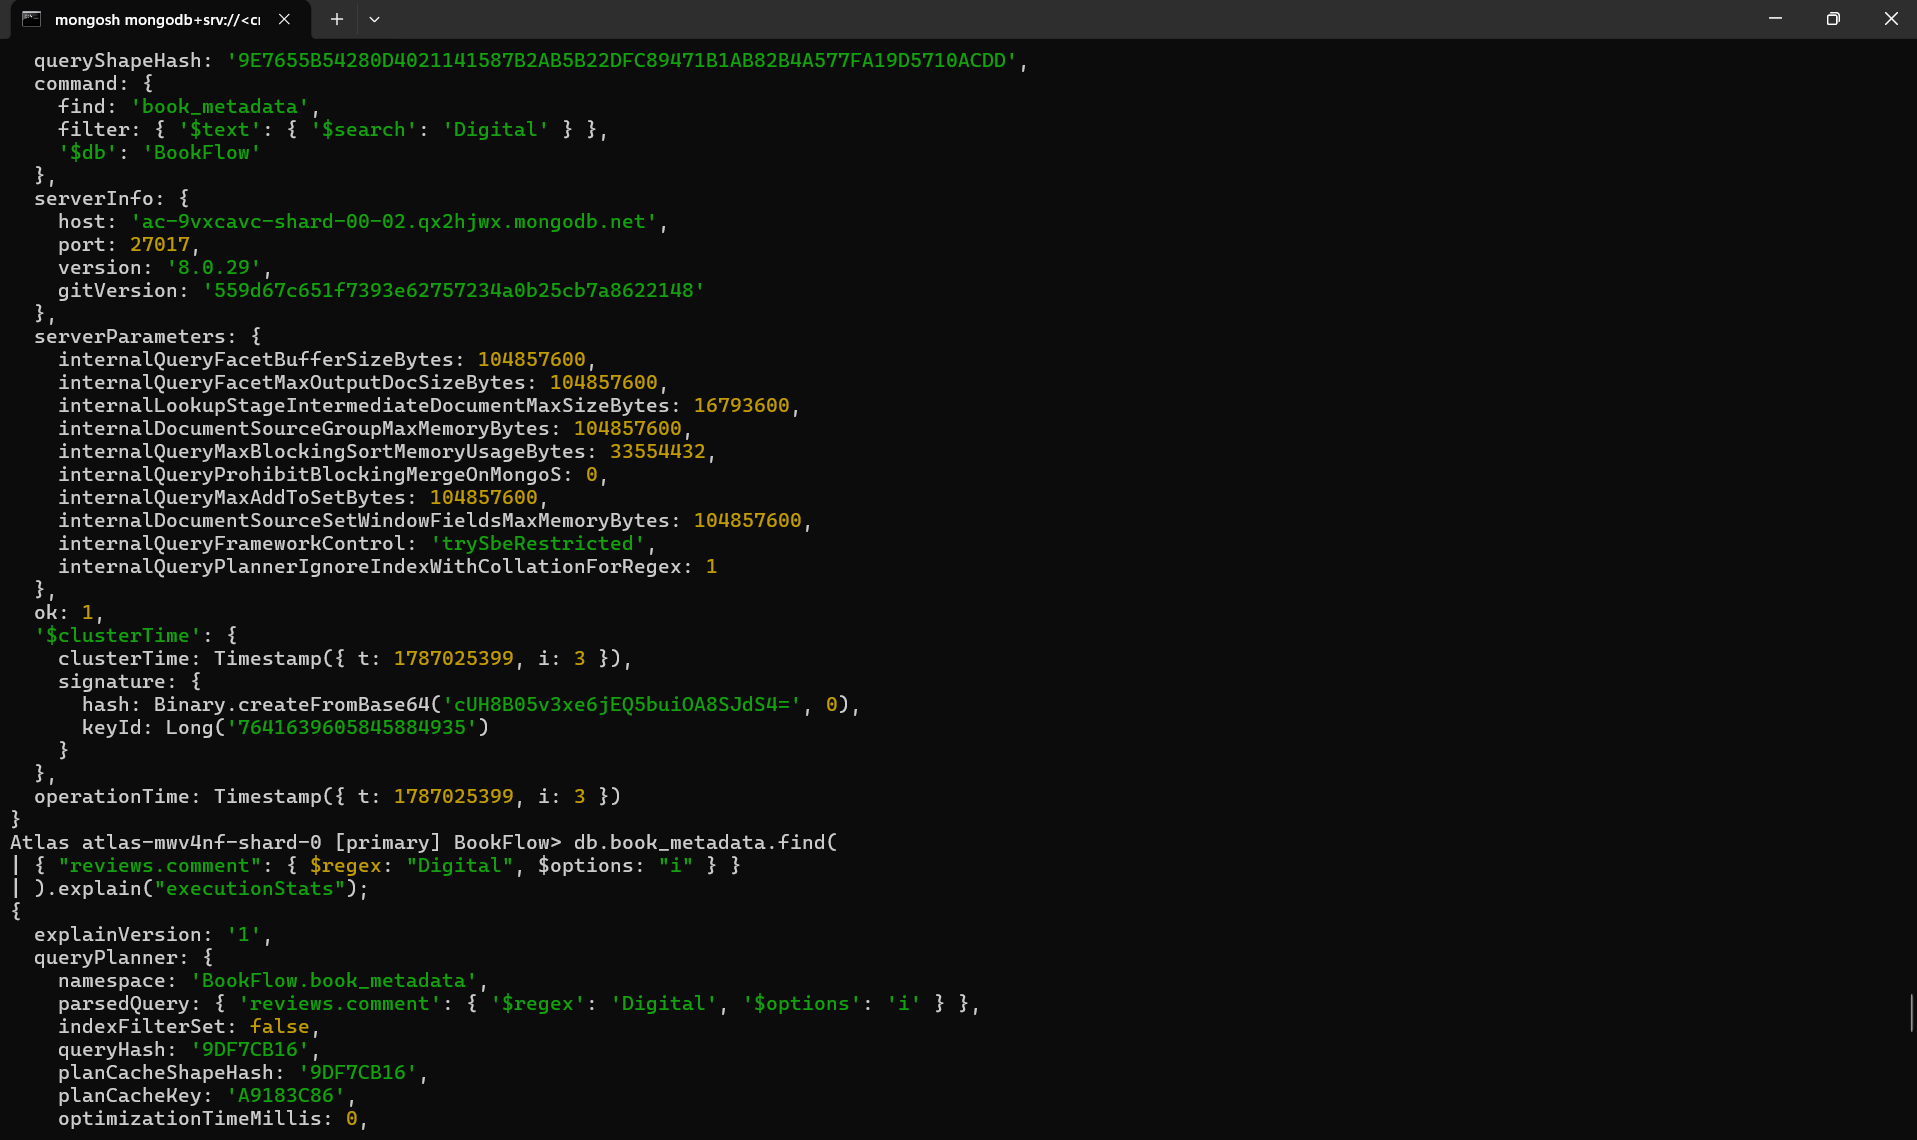 mongosh mongodb+srv://<cr
queryShapeHash: '9E7655B54280D4021141587B2AB5B22DFC89471B1AB82B4A577FA19D5710ACDD',
command: {
find: 'book_metadata',
filter: { '$text': { '$search': 'Digital' } },
'$db': 'BookFlow'
},
serverInfo: {
host: 'ac-9vxcavc-shard-00-02.qx2hjwx.mongodb.net',
port: 27017,
version: '8.0.29',
gitVersion: '559d67c651f7393e62757234a0b25cb7a8622148'
},
serverParameters: {
internalQueryFacetBufferSizeBytes: 104857600,
internalQueryFacetMaxOutputDocSizeBytes: 104857600,
internalLookupStageIntermediateDocumentMaxSizeBytes: 16793600,
internalDocumentSourceGroupMaxMemoryBytes: 104857600,
internalQueryMaxBlockingSortMemoryUsageBytes: 33554432,
internalQueryProhibitBlockingMergeOnMongoS: 0,
internalQueryMaxAddToSetBytes: 104857600,
internalDocumentSourceSetWindowFieldsMaxMemoryBytes: 104857600,
internalQueryFrameworkControl: 'trySbeRestricted',
internalQueryPlannerIgnoreIndexWithCollationForRegex: 1
},
ok: 1,
'$clusterTime': {
clusterTime: Timestamp({ t: 1787025399, i: 3 }),
signature: {
hash: Binary.createFromBase64('cUH8B05v3xe6jEQ5buiOA8SJdS4=', 0),
keyId: Long('7641639605845884935')
}
},
operationTime: Timestamp({ t: 1787025399, i: 3 })
}
Atlas atlas-mwv4nf-shard-0 [primary] BookFlow> db.book_metadata.find(
| { "reviews.comment": { $regex: "Digital", $options: "i" } }
| ).explain("executionStats");
{
explainVersion: '1',
queryPlanner: {
namespace: 'BookFlow.book_metadata',
parsedQuery: { 'reviews.comment': { '$regex': 'Digital', '$options': 'i' } },
indexFilterSet: false,
queryHash: '9DF7CB16',
planCacheShapeHash: '9DF7CB16',
planCacheKey: 'A9183C86',
optimizationTimeMillis: 0,